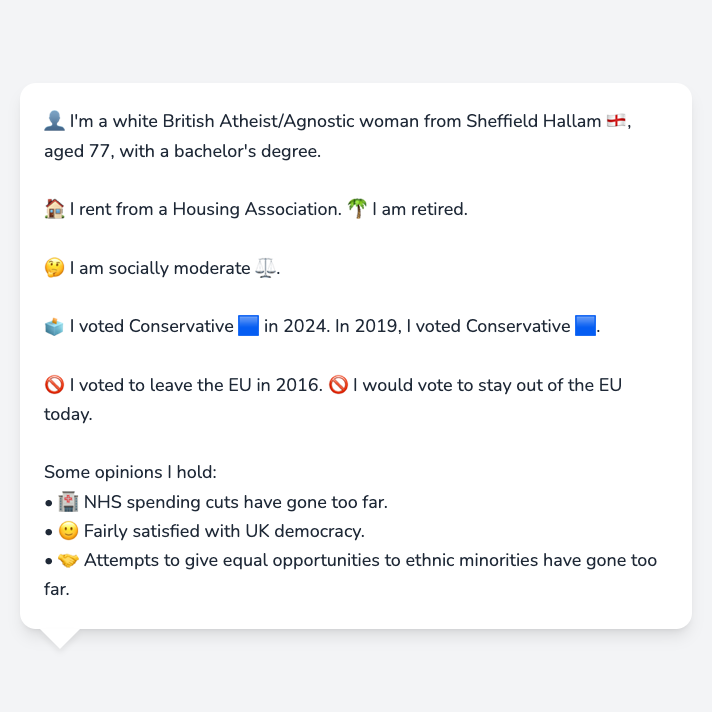 👤 I'm a white British Atheist/Agnostic woman from Sheffield Hallam 🏴󠁧󠁢󠁥󠁮󠁧󠁿,
aged 77, with a bachelor's degree.
🏠 I rent from a Housing Association. 🌴 I am retired.
🤔 I am socially moderate ⚖️.
🗳️ I voted Conservative 🟦 in 2024. In 2019, I voted Conservative 🟦.
🚫 I voted to leave the EU in 2016. 🚫 I would vote to stay out of the EU
today.
Some opinions I hold:
• 🏥 NHS spending cuts have gone too far.
• 🙂 Fairly satisfied with UK democracy.
• 🤝 Attempts to give equal opportunities to ethnic minorities have gone too
far.